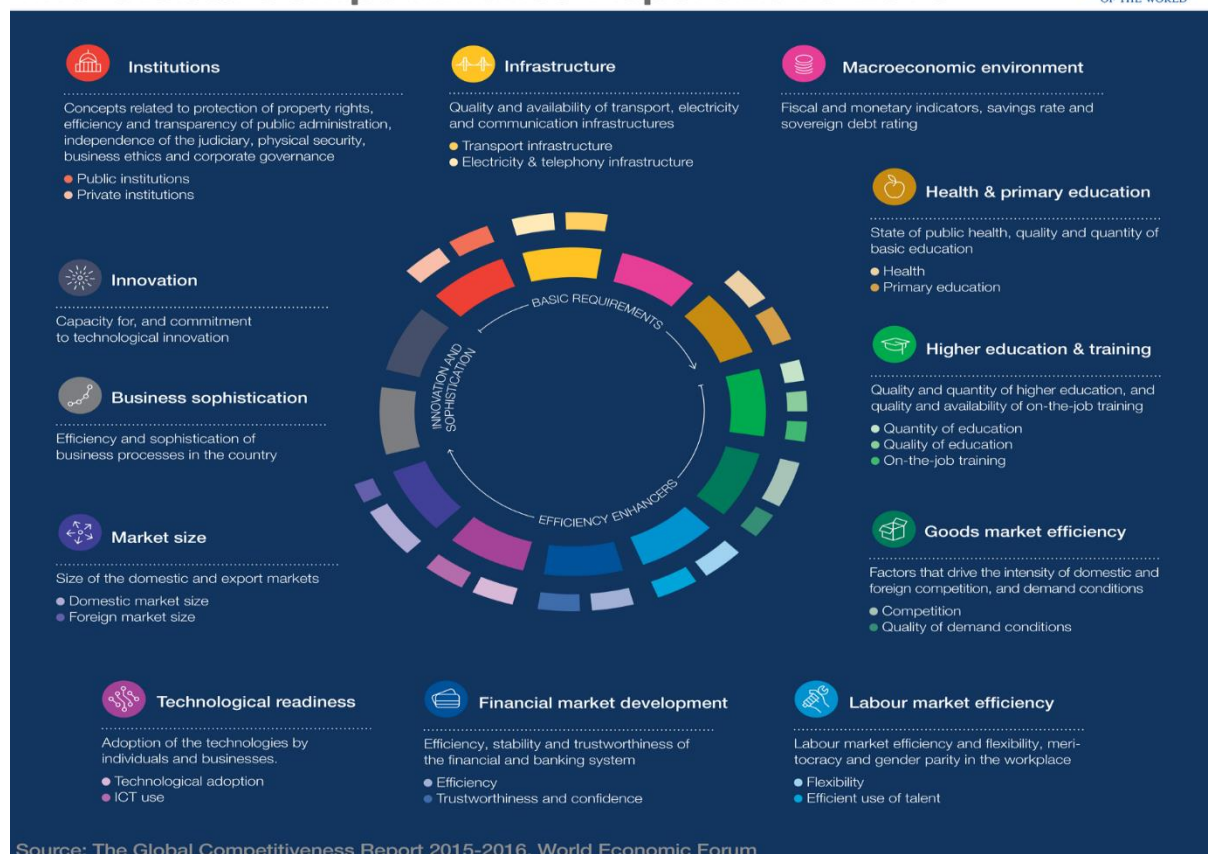 OF THE WORLD
Institutions
Concepts related to protection of property rights,
efficiency and transparency of public administration,
independence of the judiciary, physical security,
business ethics and corporate governance
Public institutions
Private institutions
Infrastructure
Quality and availability of transport, electricity
and communication infrastructures
Transport infrastructure
Electricity & telephony infrastructure
Macroeconomic environment
Fiscal and monetary indicators, savings rate and
sovereign debt rating
Health & primary education
State of public health, quality and quantity of
basic education
Health
Primary education
Higher education & training
Quality and quantity of higher education, and
quality and availability of on-the-job training
Quantity of education
Quality of education
On-the-job training
Goods market efficiency
Factors that drive the intensity of domestic and
foreign competition, and demand conditions
Competition
Quality of demand conditions
Labour market efficiency
Labour market efficiency and flexibility, meri-
tocracy and gender parity in the workplace
Flexibility
Efficient use of talent
Financial market development
Efficiency, stability and trustworthiness of
the financial and banking system
Efficiency
Trustworthiness and confidence
Technological readiness
Adoption of the technologies by
individuals and businesses.
Technological adoption
ICT use
Market size
Size of the domestic and export markets
Domestic market size
Foreign market size
Business sophistication
Efficiency and sophistication of
business processes in the country
Innovation
Capacity for, and commitment
to technological innovation
BASIC REQUIREMENTS
EFFICIENCY ENHANCERS
INNOVATION AND
SOPHISTICATION
Source: The Global Competitiveness Report 2015-2016, World Economic Forum